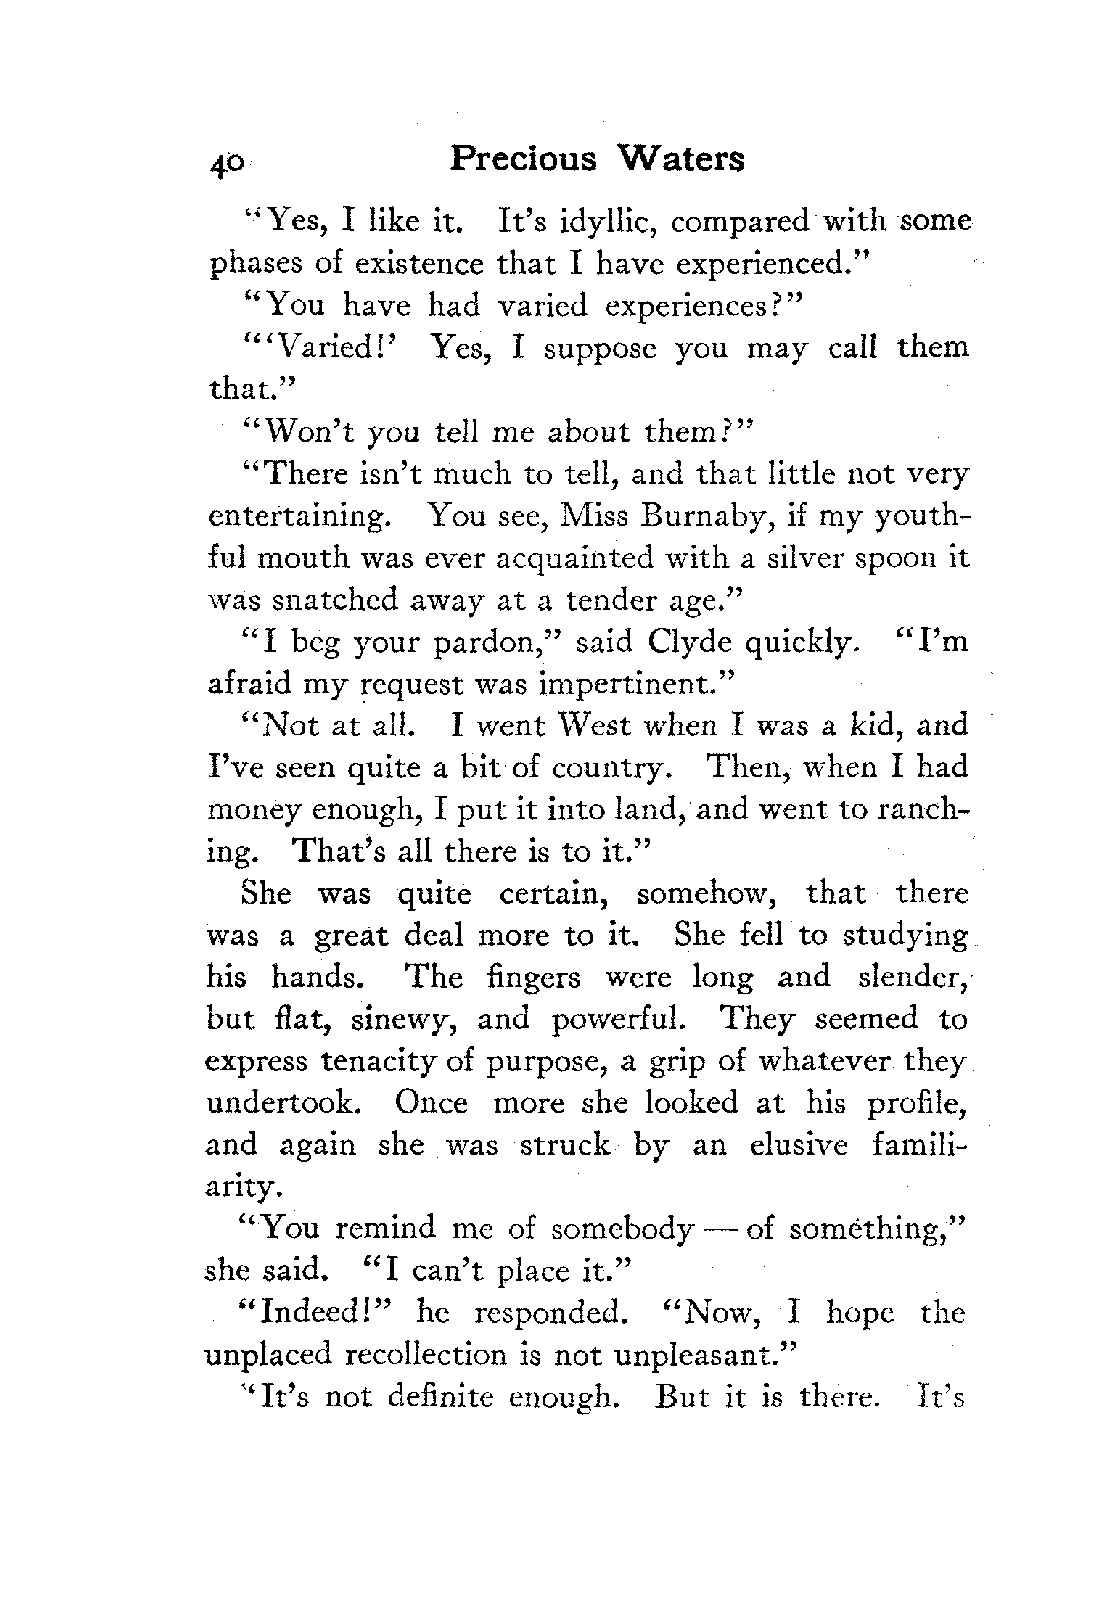 40 Precious Waters
"Yes, I like it. It's idyllic, compared with some
phases of existence that I have experienced."
"You have had varied experiences?"
"'Varied!' Yes, I suppose you may call them
that."
"Won't you tell me about them?"
"There isn't much to tell, and that little not very
entertaining. You see, Miss Burnaby, if my youth-
ful mouth was ever acquainted with a silver spoon it
was snatched away at a tender age."
"I beg your pardon," said Clyde quickly. "I'm
afraid my request was impertinent."
"Not at all. I went West when I was a kid, and
I've seen quite a bit of country. Then, when I had
money enough, I put it into land, and went to ranch-
ing. That's all there is to it."
She was quite certain, somehow, that there
was a great deal more to it. She fell to studying
his hands. The fingers were long and slender,
but flat, sinewy, and powerful. They seemed to
express tenacity of purpose, a grip of whatever they
undertook. Once more she looked at his profile,
and again she was struck by an elusive famili-
arity.
"You remind me of somebody — of something,"
she said. "I can't place it."
"Indeed!" he responded. "Now, I hope the
unplaced recollection is not unpleasant."
"It's not definite enough. But it is there. It's